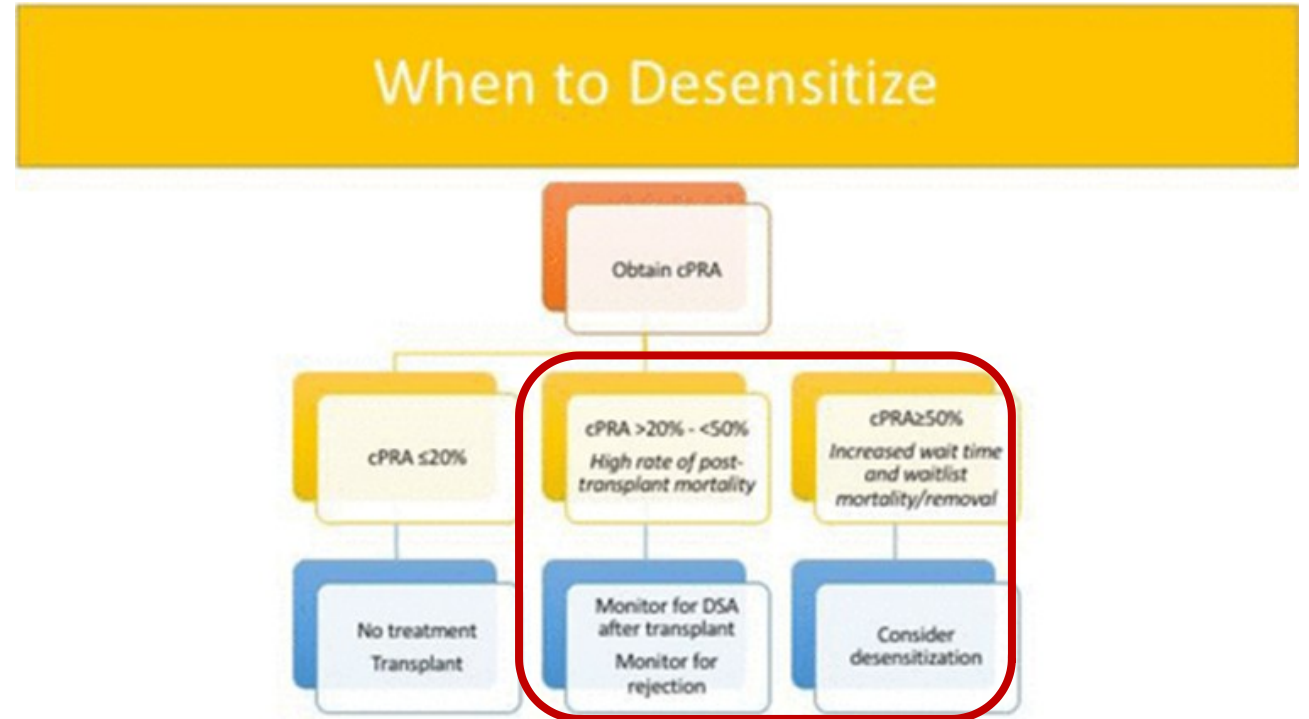 When to Desensitize
Obtain cPRA
cPRA ≤20%
cPRA >20% - <50%
High rate of post-
transplant mortality
cPRA≥50%
Increased wait time
and waitlist
mortality/removal
No treatment
Transplant
Monitor for DSA
after transplant
Monitor for
rejection
Consider
desensitization